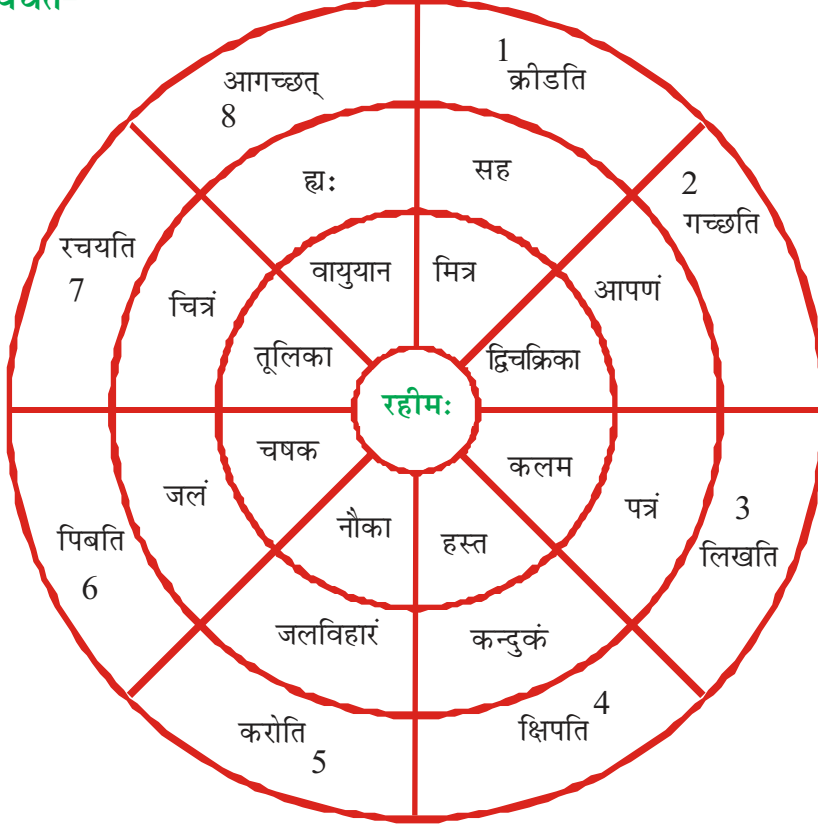 आगच्छत्
8
1
क्रीडति
ह्यः
सह
2
गच्छति
रचयति
7
चित्रं
वायुयान
मित्र
आपणं
तूलिका
द्विचक्रिका
रहीमः
चषक
कलम
जलं
पत्रं
3
लिखति
पिबति
6
नौका
हस्त
जलविहारं
कन्दुकं
करोति
5
4
क्षिपति